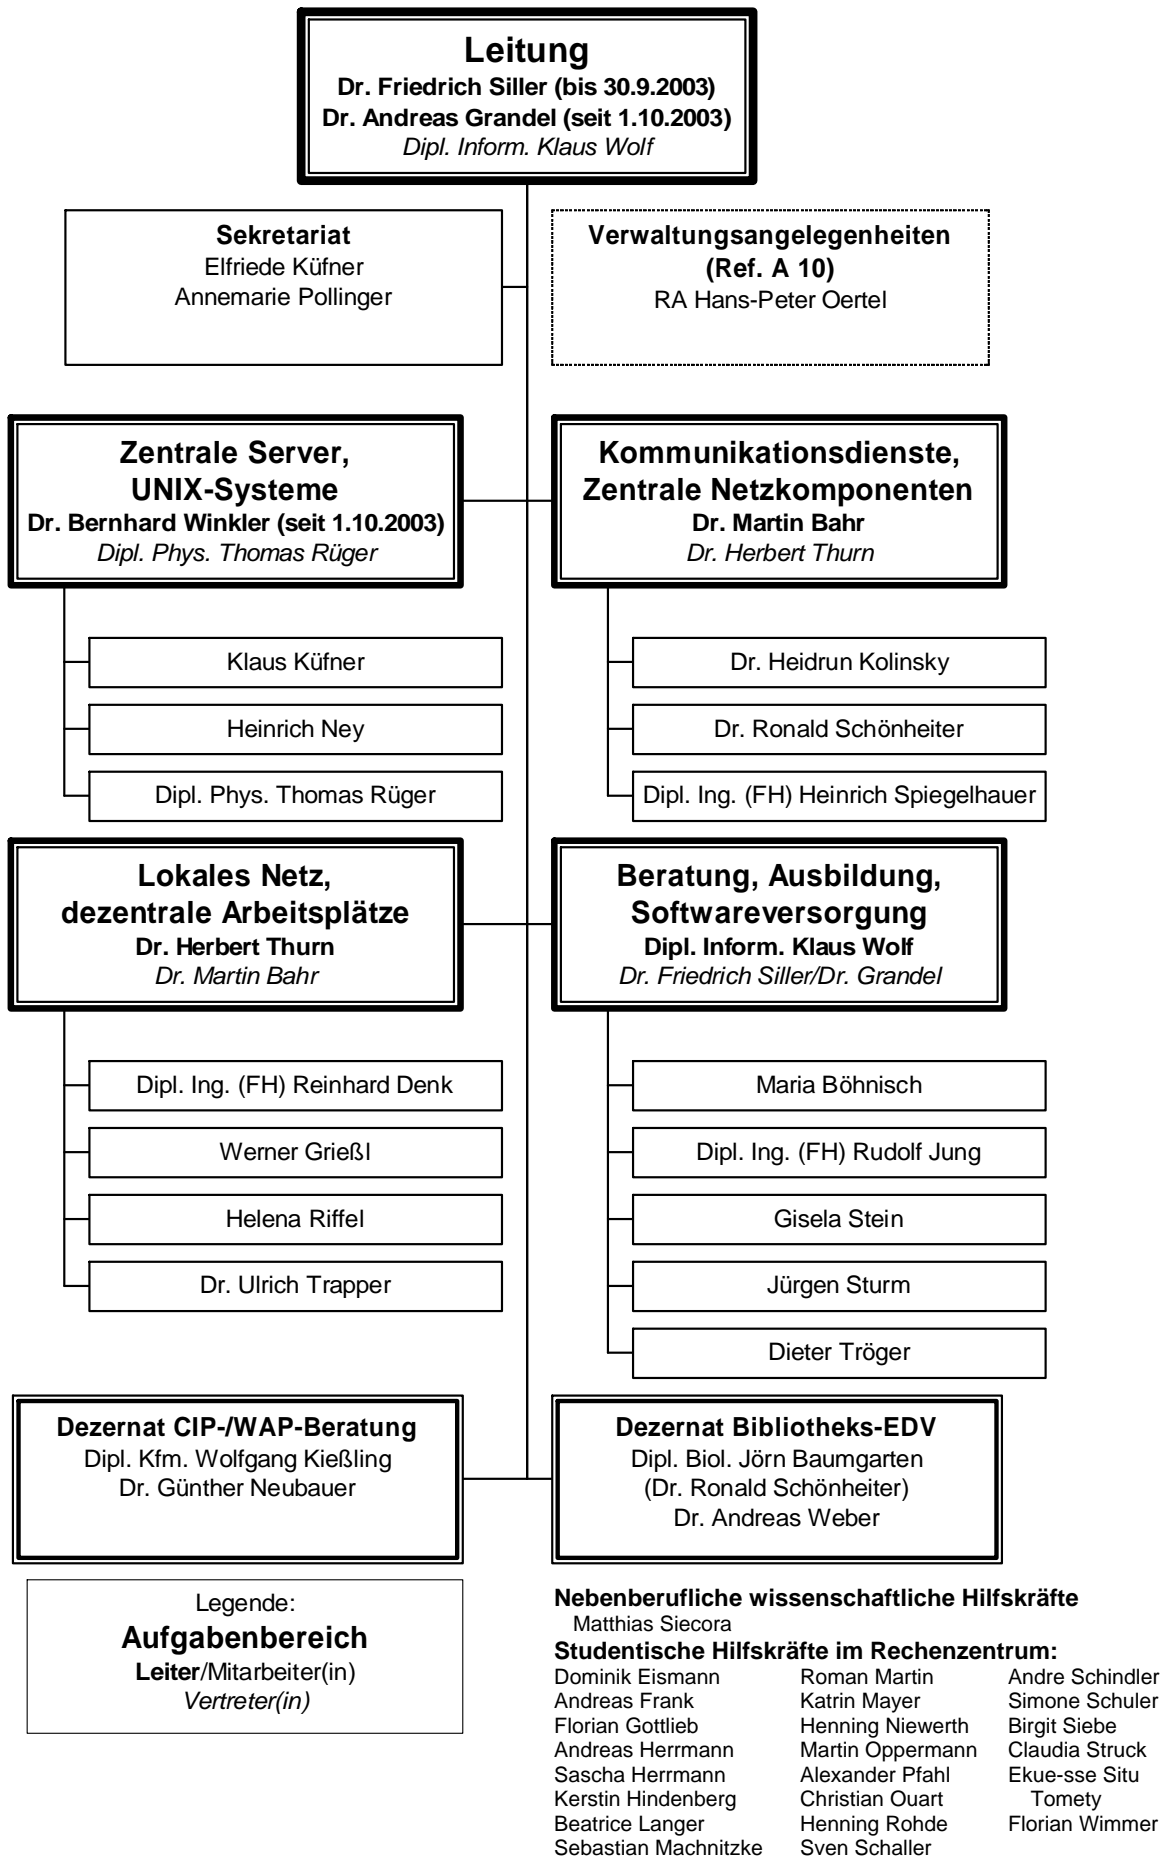 Leitung
Dr. Friedrich Siller (bis 30.9.2003)
Dr. Andreas Grandel (seit 1.10.2003)
Dipl. Inform. Klaus Wolf
Sekretariat
Elfriede Küfner
Annemarie Pollinger
Verwaltungsangelegenheiten
(Ref. A 10)
RA Hans-Peter Oertel
Zentrale Server,
UNIX-Systeme
Dr. Bernhard Winkler (seit 1.10.2003)
Dipl. Phys. Thomas Rüger
Kommunikationsdienste,
Zentrale Netzkomponenten
Dr. Martin Bahr
Dr. Herbert Thurn
Klaus Küfner
Heinrich Ney
Dipl. Phys. Thomas Rüger
Dr. Heidrun Kolinsky
Dr. Ronald Schönheiter
Dipl. Ing. (FH) Heinrich Spiegelhauer
Lokales Netz,
dezentrale Arbeitsplätze
Dr. Herbert Thurn
Dr. Martin Bahr
Beratung, Ausbildung,
Softwareversorgung
Dipl. Inform. Klaus Wolf
Dr. Friedrich Siller/Dr. Grandel
Dipl. Ing. (FH) Reinhard Denk
Werner Grießl
Helena Riffel
Dr. Ulrich Trapper
Maria Böhnisch
Dipl. Ing. (FH) Rudolf Jung
Gisela Stein
Jürgen Sturm
Dieter Tröger
Dezernat CIP-/WAP-Beratung
Dipl. Kfm. Wolfgang Kießling
Dr. Günther Neubauer
Dezernat Bibliotheks-EDV
Dipl. Biol. Jörn Baumgarten
(Dr. Ronald Schönheiter)
Dr. Andreas Weber
Legende:
Aufgabenbereich
Leiter/Mitarbeiter(in)
Vertreter(in)
Nebenberufliche wissenschaftliche Hilfskräfte
Matthias Siecora
Studentische Hilfskräfte im Rechenzentrum:
Dominik Eismann
Andreas Frank
Florian Gottlieb
Andreas Herrmann
Sascha Herrmann
Kerstin Hindenberg
Beatrice Langer
Sebastian Machnitzke
Roman Martin
Katrin Mayer
Henning Niewerth
Martin Oppermann
Alexander Pfahl
Christian Ouart
Henning Rohde
Sven Schaller
Andre Schindler
Simone Schuler
Birgit Siebe
Claudia Struck
Ekue-sse Situ
Tomety
Florian Wimmer